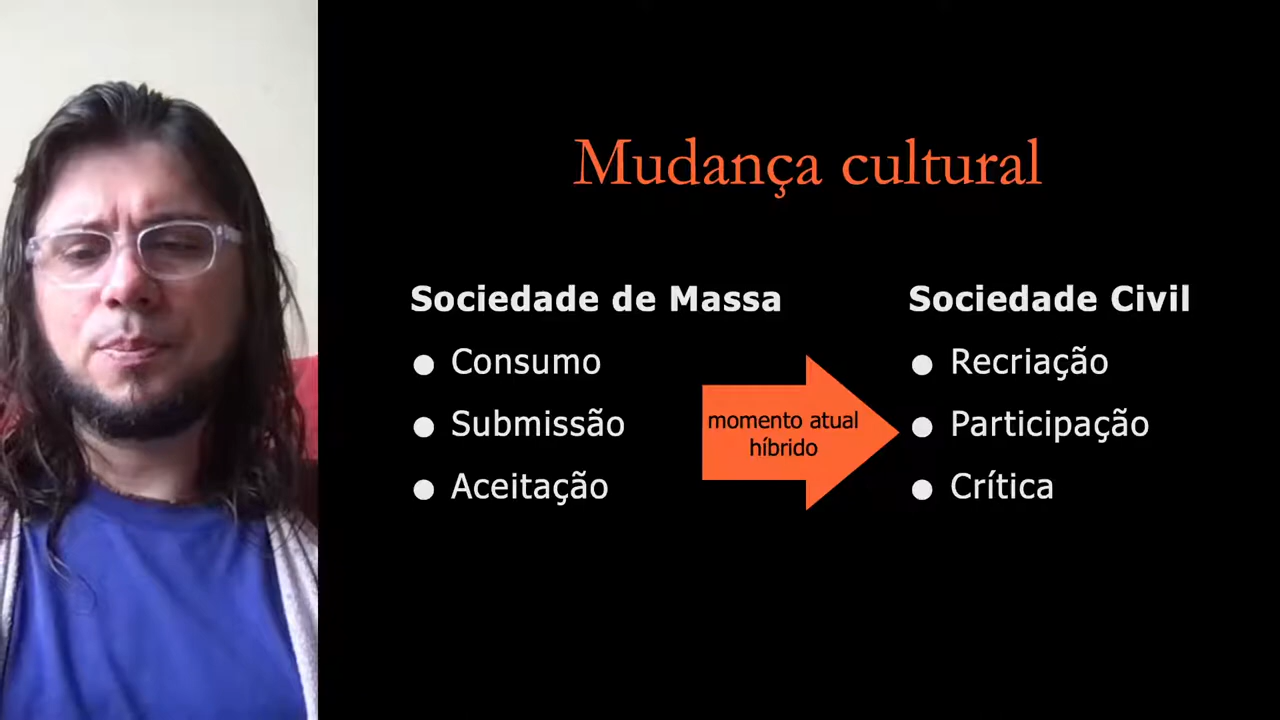 Mudança cultural
Sociedade de Massa
● Consumo
● Submissão
● Aceitação
momento atual
híbrido
Sociedade Civil
● Recriação
● Participação
● Crítica